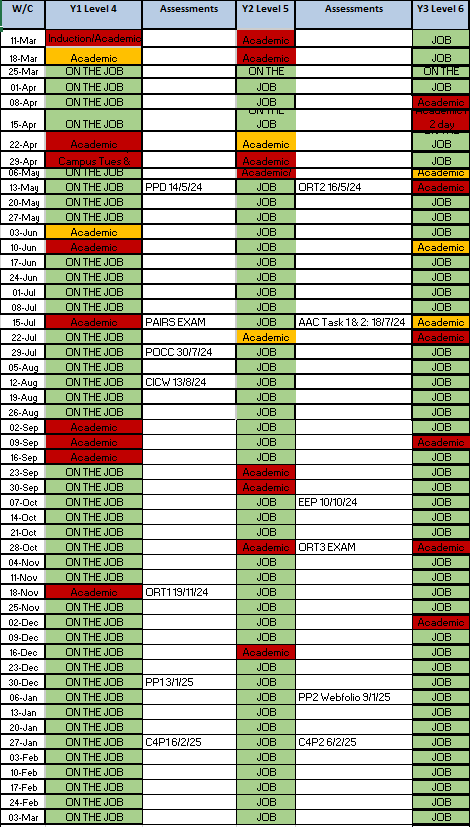 W/C Y1 Level 4 Assessments Y2 Level 5 Assessments Y3 Level 6
11-Mar Induction/Academic Academic JOB
18-Mar Academic Academic JOB
25-Mar ON THE JOB ON THE ON THE
01-Apr ON THE JOB JOB JOB
08-Apr ON THE JOB JOB Academic
15-Apr ON THE JOB JOB 2 day
22-Apr Academic Academic JOB
29-Apr Campus Tues & Academic JOB
06-May ON THE JOB Academic/ Academic
13-May ON THE JOB PPD 14/5/24 JOB ORT2 16/5/24 Academic
20-May ON THE JOB JOB JOB
27-May ON THE JOB JOB JOB
03-Jun Academic JOB JOB
10-Jun Academic JOB Academic
17-Jun ON THE JOB JOB JOB
24-Jun ON THE JOB JOB JOB
01-Jul ON THE JOB JOB JOB
08-Jul ON THE JOB JOB JOB
15-Jul Academic PAIRS EXAM JOB AAC Task 1 & 2: 18/7/24 Academic
22-Jul ON THE JOB Academic Academic
29-Jul ON THE JOB POCC 30/7/24 JOB JOB
05-Aug ON THE JOB JOB JOB
12-Aug ON THE JOB CICW 13/8/24 JOB JOB
19-Aug ON THE JOB JOB JOB
26-Aug ON THE JOB JOB JOB
02-Sep Academic JOB JOB
09-Sep Academic JOB Academic
16-Sep Academic JOB JOB
23-Sep ON THE JOB Academic JOB
30-Sep ON THE JOB Academic JOB
07-Oct ON THE JOB JOB EEP 10/10/24 JOB
14-Oct ON THE JOB JOB JOB
21-Oct ON THE JOB JOB JOB
28-Oct ON THE JOB Academic ORT3 EXAM Academic
04-Nov ON THE JOB JOB JOB
11-Nov ON THE JOB JOB JOB
18-Nov Academic ORT1 19/11/24 JOB JOB
25-Nov ON THE JOB JOB JOB
02-Dec ON THE JOB JOB Academic
09-Dec ON THE JOB JOB JOB
16-Dec ON THE JOB Academic JOB
23-Dec ON THE JOB JOB JOB
30-Dec ON THE JOB PP1 3/1/25 JOB JOB
06-Jan ON THE JOB JOB PP2 Webfolio 9/1/25 JOB
13-Jan ON THE JOB JOB JOB
20-Jan ON THE JOB JOB JOB
27-Jan ON THE JOB C4P1 6/2/25 JOB C4P2 6/2/25 JOB
03-Feb ON THE JOB JOB JOB
10-Feb ON THE JOB JOB JOB
17-Feb ON THE JOB JOB JOB
24-Feb ON THE JOB JOB JOB
03-Mar ON THE JOB JOB JOB